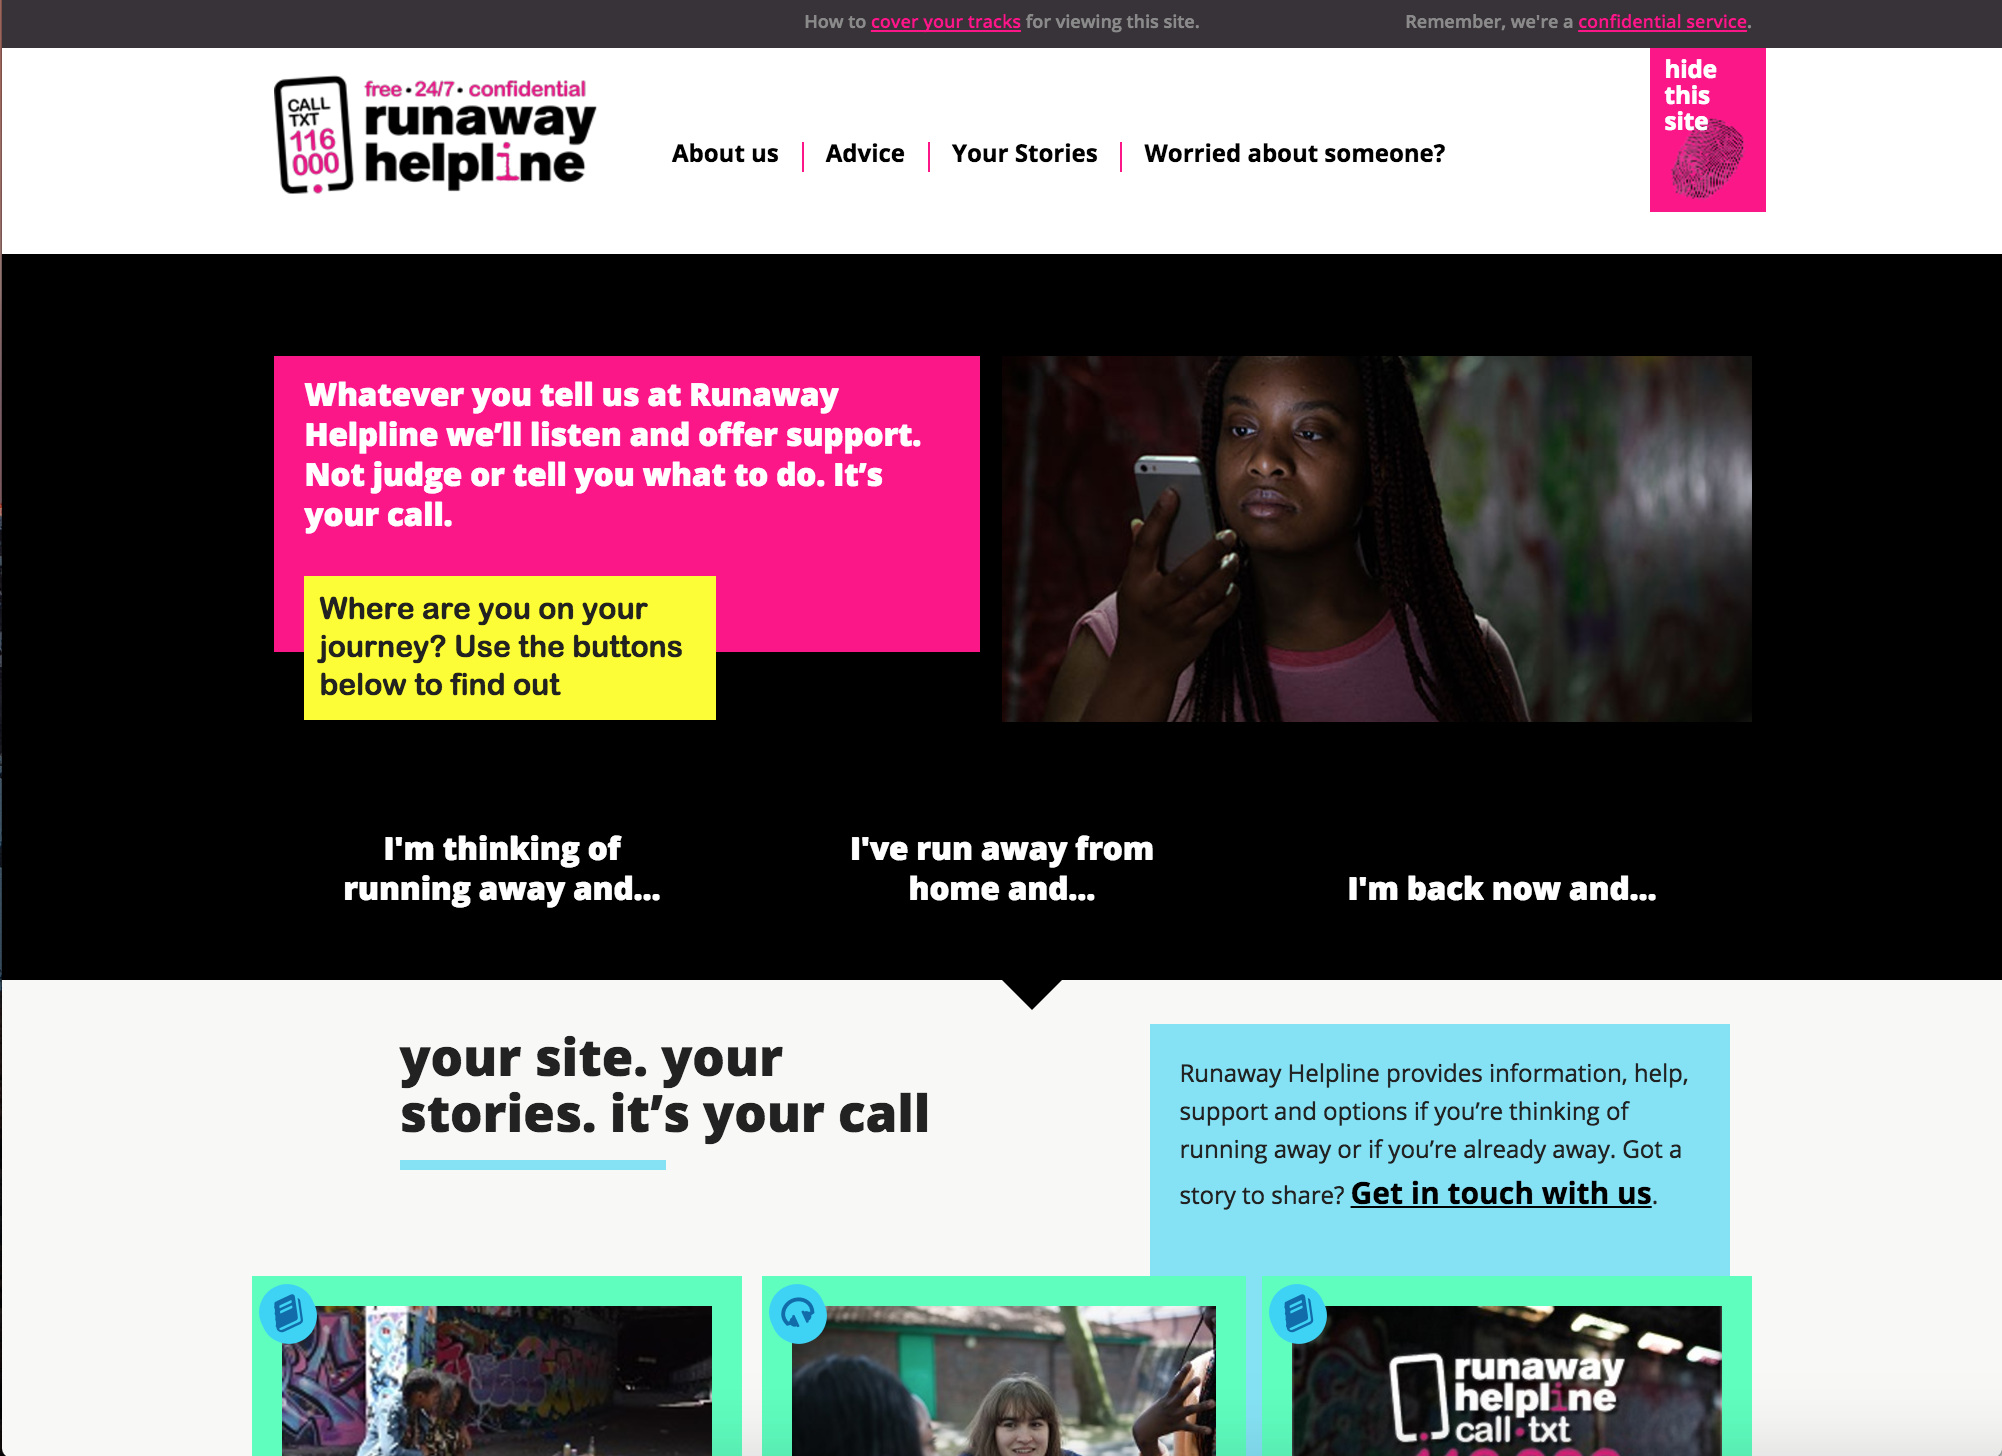 How to cover your tracks for viewing this site.
Remember, we're a confidential service.
CALL
TXT
116
000
free • 24/7 • confidential
runaway
helpline
About us
Advice
Your Stories
Worried about someone?
hide
this
site
Whatever you tell us at Runaway
Helpline we’ll listen and offer support.
Not judge or tell you what to do. It’s
your call.
Where are you on your
journey? Use the buttons
below to find out
I'm thinking of
running away and...
I've run away from
home and...
I'm back now and...
your site. your
stories. it’s your call
Runaway Helpline provides information, help,
support and options if you’re thinking of
running away or if you’re already away. Got a
story to share? Get in touch with us.
runaway
helpline
call•txt